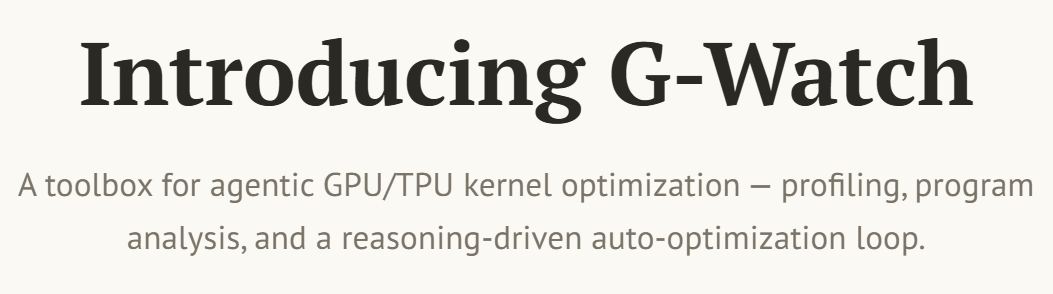 Introducing G-Watch
A toolbox for agentic GPU/TPU kernel optimization — profiling, program
analysis, and a reasoning-driven auto-optimization loop.